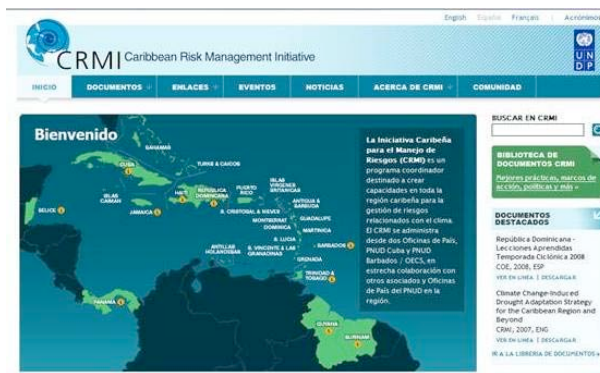 English Español Français | Acrónimos
CRMI Caribbean Risk Management Initiative
UN
DP
INICIO DOCUMENTOS ENLACES EVENTOS NOTICIAS ACERCA DE CRMI COMUNIDAD
Bienvenido
BAHAMAS
CUBA
TURKS & CAICOS
ISLAS
CAIMÁN
HAITÍ
REPÚBLICA
DOMINICANA
PUERTO
RICO
ISLAS
VÍRGENES
BRITÁNICAS
BELICE
JAMAICA
ANTIGUA &
BARBUDA
S. CRISTOBAL & NIEVES
GUADALUPE
MONTSERRAT
DOMINICA
MARTINICA
S. LUCIA
BARBADOS
ANTILLAS
HOLANDESAS
S. VINCENTE & LAS
GRANADINAS
GRENADA
TRINIDAD &
TOBAGO
PANAMA
GUYANA
SURINAM
La Iniciativa Caribeña
para el Manejo de
Riesgos (CRMI) es un
programa coordinador
destinado a crear
capacidades en toda la
región caribeña para la
gestión de riesgos
relacionados con el clima.
El CRMI se administra
desde dos Oficinas de País,
PNUD Cuba y PNUD
Barbados / OECS, en
estrecha colaboración con
otros asociados y Oficinas
de País del PNUD en la
región.
BUSCAR EN CRMI
BIBLIOTECA DE
DOCUMENTOS CRMI
Mejores prácticas, marcos de
acción, políticas y más »
DOCUMENTOS
DESTACADOS
República Dominicana -
Lecciones Aprendidas
Temporada Ciclónica 2008
COE, 2008, ESP
VER EN LINEA | DESCARGAR
Climate Change-Induced
Drought Adaptation Strategy
for the Caribbean Region and
Beyond
CRMI, 2007, ENG
VER EN LINEA | DESCARGAR
IR A LA LIBRERIA DE DOCUMENTOS »